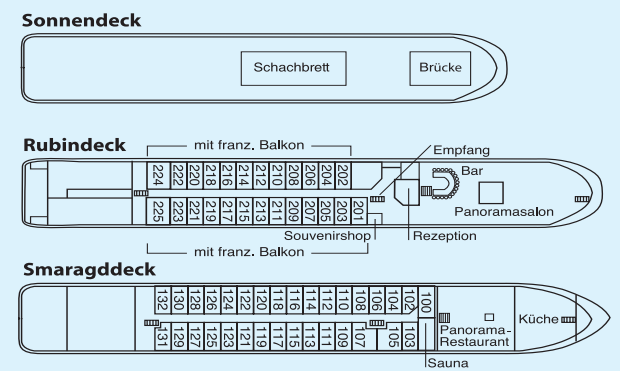 Sonnendeck
Schachbrett
Brücke
Rubindeck
mit franz. Balkon
Empfang
224 222 220 218 216 214 212 210 208 206 204 202
Bar
Panoramasalon
225 223 221 219 217 215 213 211 209 207 205 203 201
Souvenirshop
Rezeption
mit franz. Balkon
Smaragddeck
132 130 128 126 124 122 120 118 116 114 112 110 108 106 104 102 100
Küche
Panorama-
Restaurant
131 129 127 125 123 121 119 117 115 113 111 109 107 105 103
Sauna